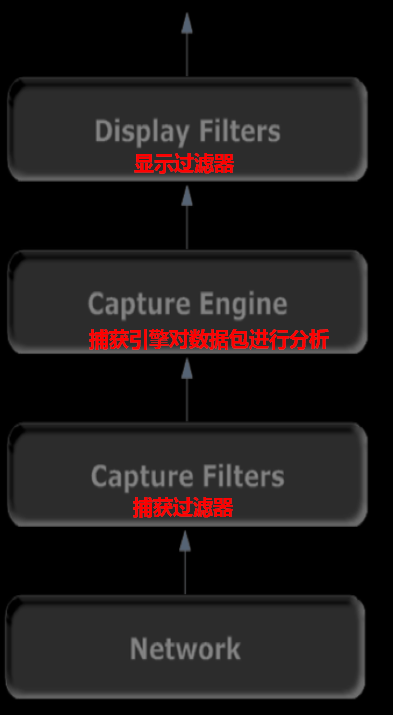 Display Filters
显示过滤器
Capture Engine
捕获引擎对数据包进行分析
Capture Filters
捕获过滤器
Network